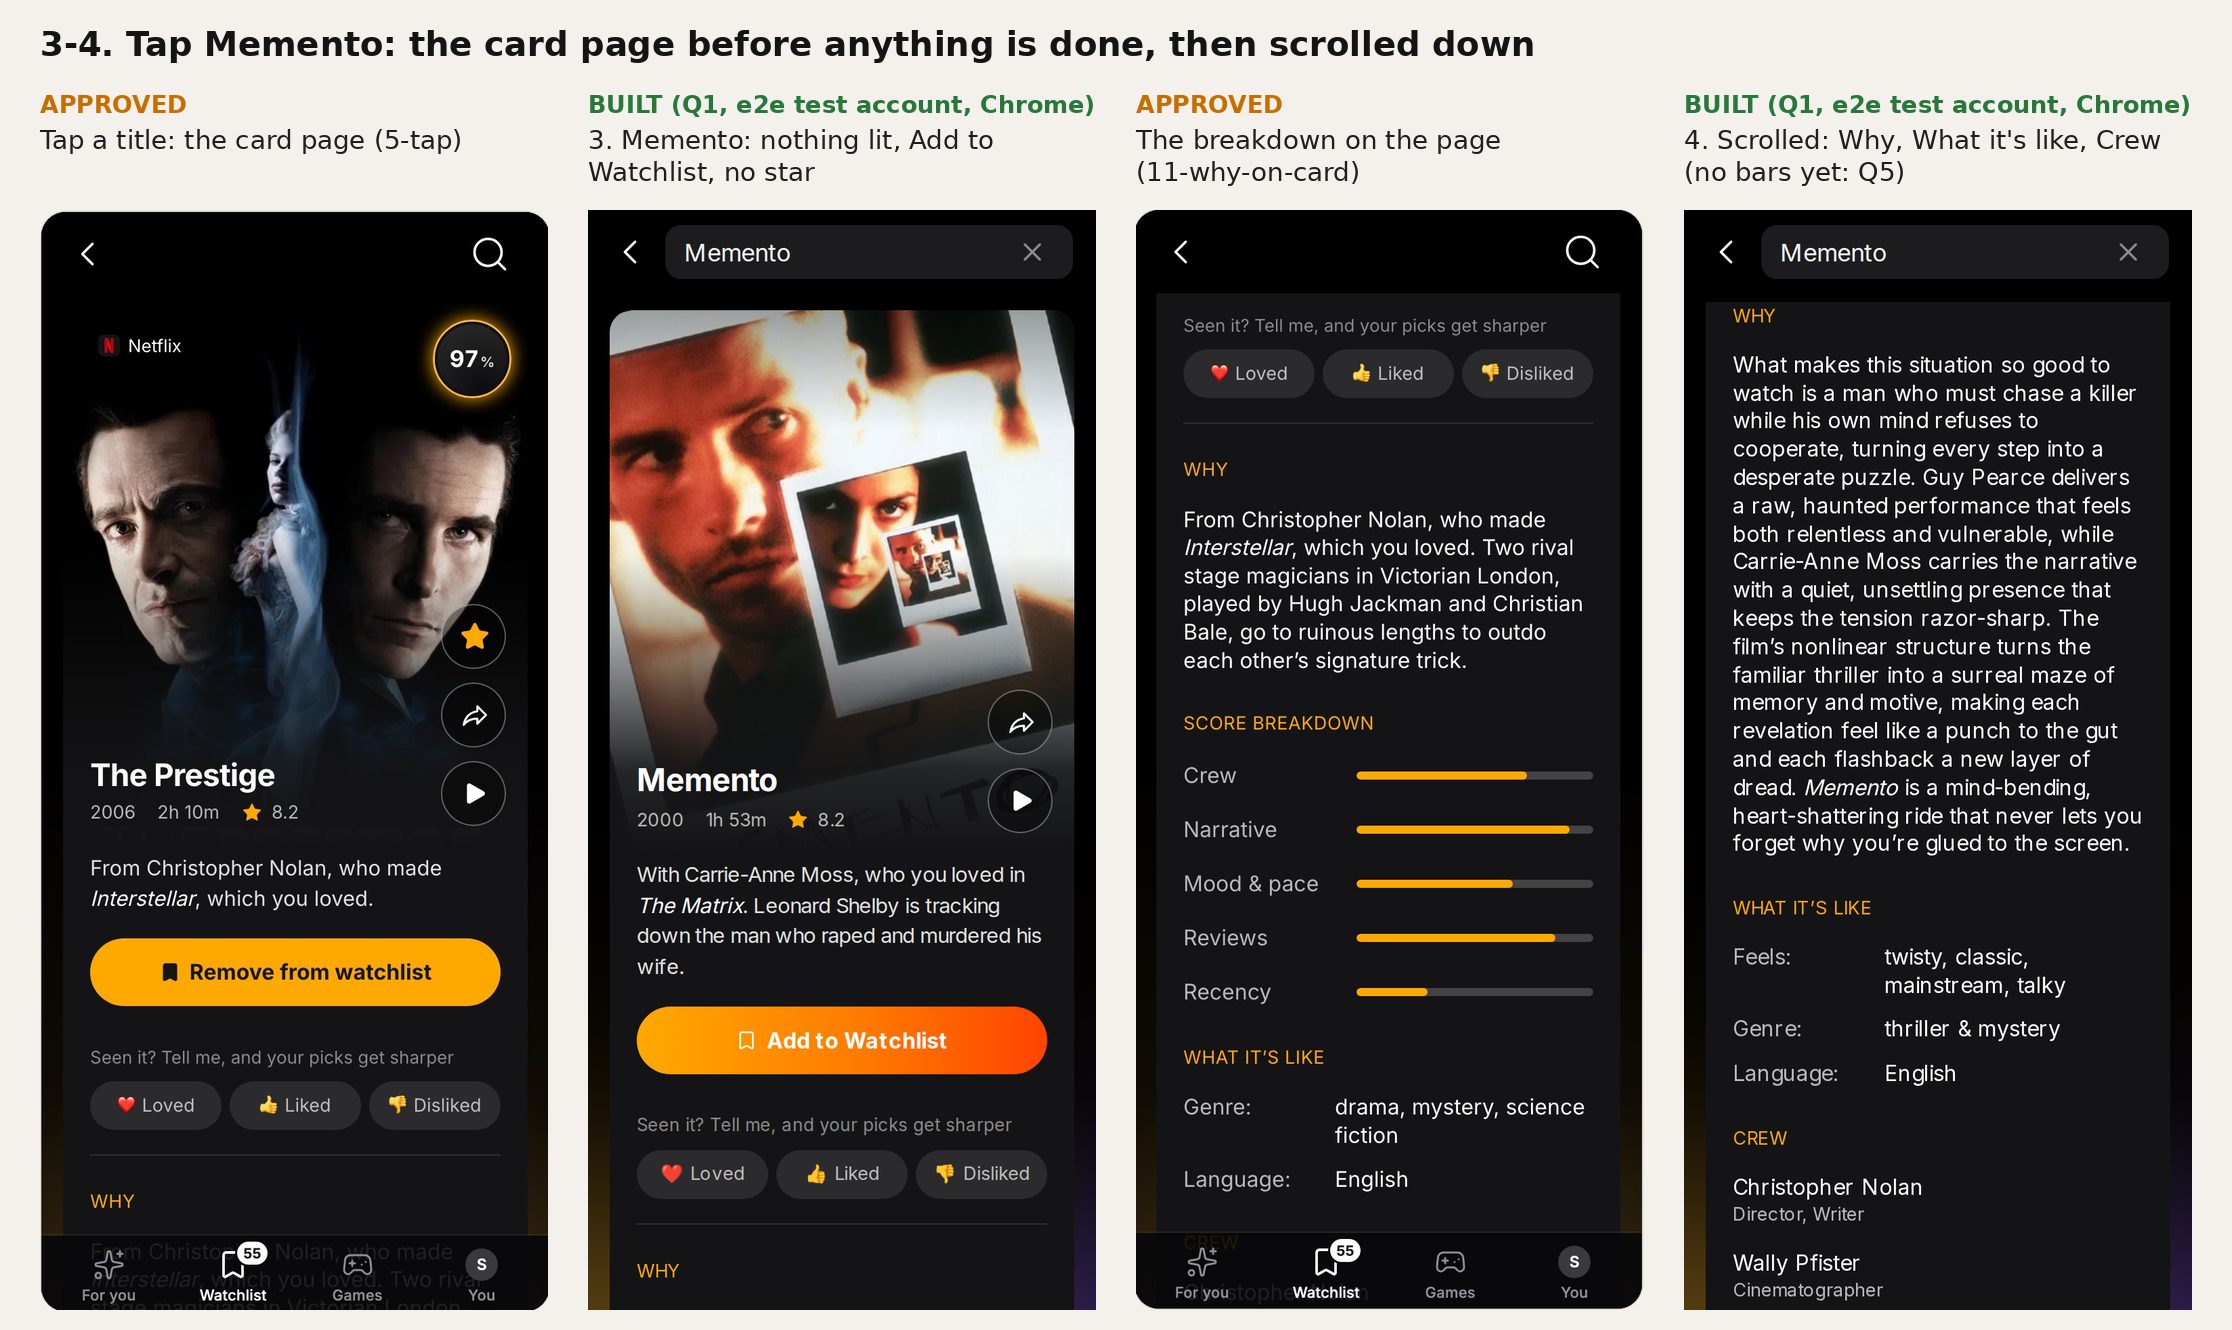 3-4. Tap Memento: the card page before anything is done, then scrolled down
APPROVED
Tap a title: the card page (5-tap)
Netflix
97%
The Prestige
2006 2h 10m 8.2
From Christopher Nolan, who made
Interstellar, which you loved.
Remove from watchlist
Seen it? Tell me, and your picks get sharper
Loved
Liked
Disliked
WHY
From Christopher Nolan, who made
Interstellar, which you loved. Two rival
stage magicians in Victorian London,
55
For you
Watchlist
Games
S
You
BUILT (Q1, e2e test account, Chrome)
3. Memento: nothing lit, Add to
Watchlist, no star
Memento
Memento
2000 1h 53m 8.2
With Carrie-Anne Moss, who you loved in
The Matrix. Leonard Shelby is tracking
down the man who raped and murdered his
wife.
Add to Watchlist
Seen it? Tell me, and your picks get sharper
Loved
Liked
Disliked
WHY
APPROVED
The breakdown on the page
(11-why-on-card)
Seen it? Tell me, and your picks get sharper
Loved
Liked
Disliked
WHY
From Christopher Nolan, who made
Interstellar, which you loved. Two rival
stage magicians in Victorian London,
played by Hugh Jackman and Christian
Bale, go to ruinous lengths to outdo
each other’s signature trick.
SCORE BREAKDOWN
Crew
Narrative
Mood & pace
Reviews
Recency
WHAT IT’S LIKE
Genre: drama, mystery, science
fiction
Language: English
CREW
55
For you
Watchlist
Games
S
You
BUILT (Q1, e2e test account, Chrome)
4. Scrolled: Why, What it's like, Crew
(no bars yet: Q5)
Memento
WHY
What makes this situation so good to
watch is a man who must chase a killer
while his own mind refuses to
cooperate, turning every step into a
desperate puzzle. Guy Pearce delivers
a raw, haunted performance that feels
both relentless and vulnerable, while
Carrie-Anne Moss carries the narrative
with a quiet, unsettling presence that
keeps the tension razor-sharp. The
film’s nonlinear structure turns the
familiar thriller into a surreal maze of
memory and motive, making each
revelation feel like a punch to the gut
and each flashback a new layer of
dread. Memento is a mind-bending,
heart-shattering ride that never lets you
forget why you’re glued to the screen.
WHAT IT’S LIKE
Feels: twisty, classic,
mainstream, talky
Genre: thriller & mystery
Language: English
CREW
Christopher Nolan
Director, Writer
Wally Pfister
Cinematographer